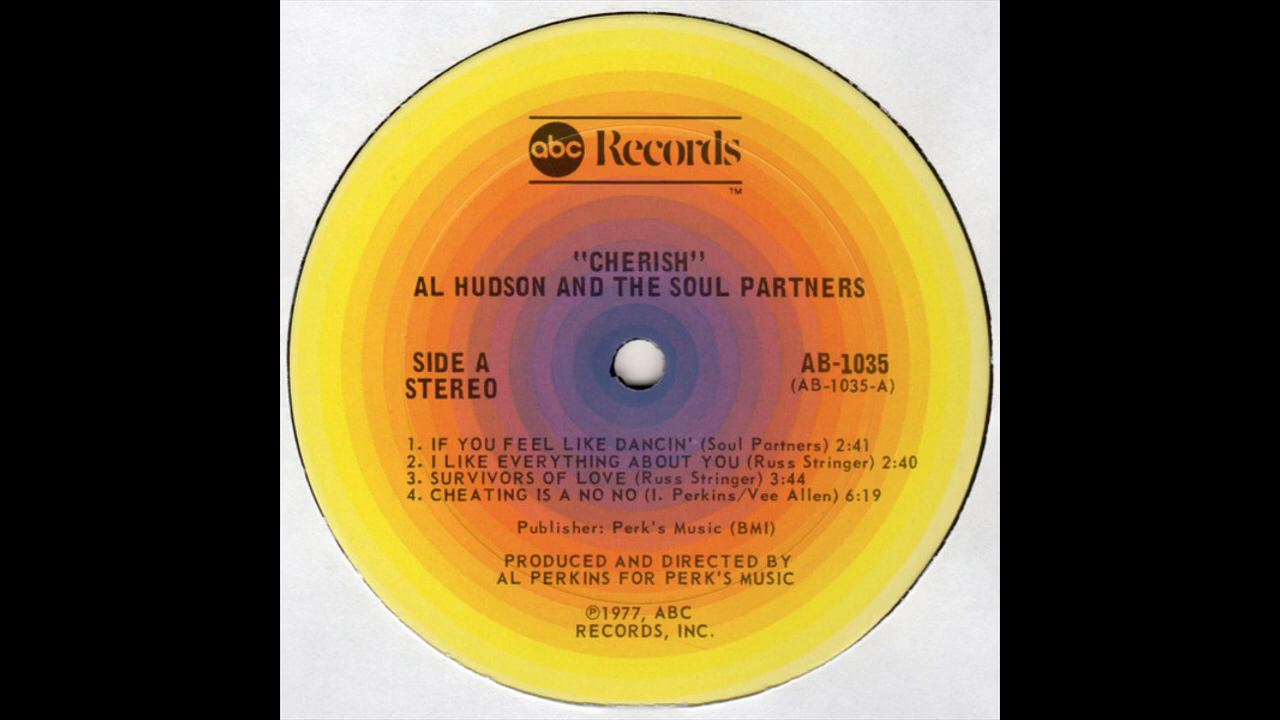 abc Records
TM
"CHERISH"
AL HUDSON AND THE SOUL PARTNERS
SIDE A
STEREO
AB-1035
(AB-1035-A)
1. IF YOU FEEL LIKE DANCIN' (Soul Partners) 2:41
2. I LIKE EVERYTHING ABOUT YOU (Russ Stringer) 2:40
3. SURVIVORS OF LOVE (Russ Stringer) 3:44
4. CHEATING IS A NO NO (I. Perkins/Vee Allen) 6:19
Publisher: Perk's Music (BMI)
PRODUCED AND DIRECTED BY
AL PERKINS FOR PERK'S MUSIC
℗1977, ABC
RECORDS, INC.